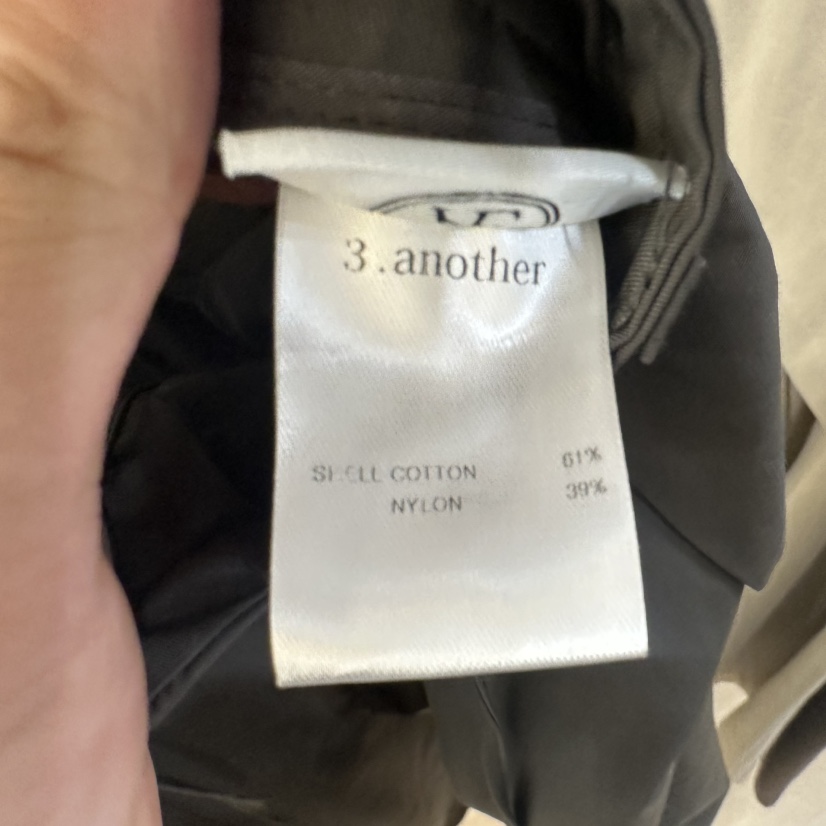 3.another
SHELL COTTON 61%
NYLON 39%